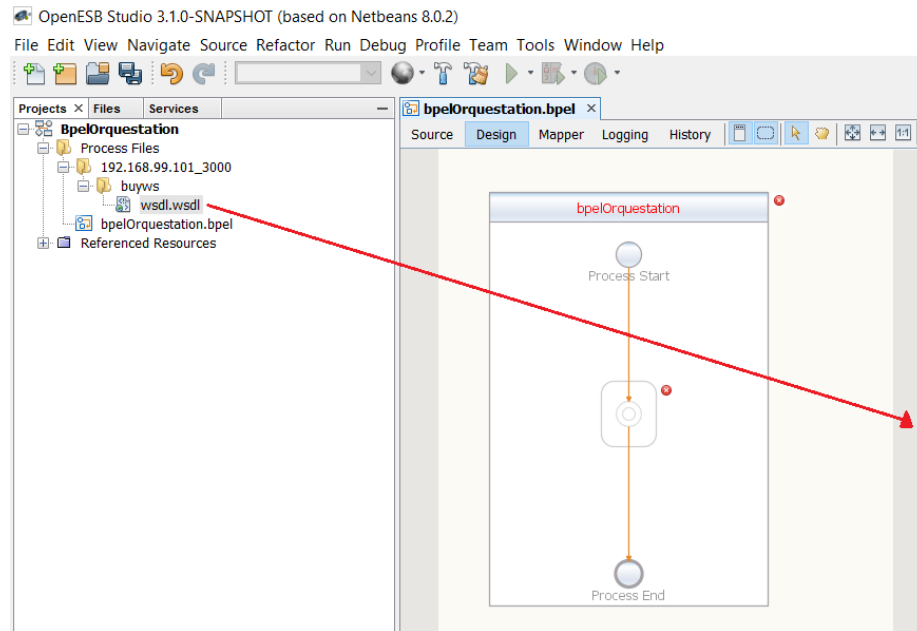 OpenESB Studio 3.1.0-SNAPSHOT (based on Netbeans 8.0.2)
File Edit View Navigate Source Refactor Run Debug Profile Team Tools Window Help
Projects Files Services
BpelOrquestation
Process Files
192.168.99.101_3000
buyws
wsdl.wsdl
bpelOrquestation.bpel
Referenced Resources
bpelOrquestation.bpel
Source Design Mapper Logging History 1:1
bpelOrquestation
Process Start
Process End